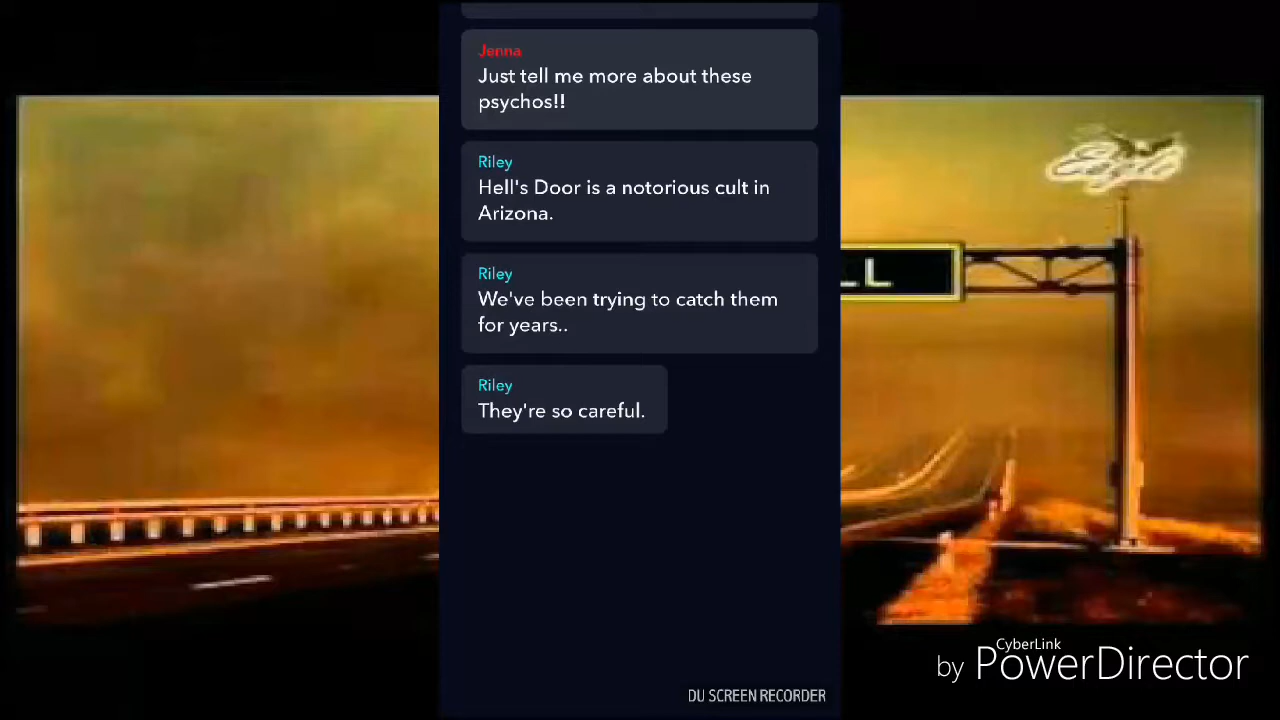 Jenna
Just tell me more about these
psychos!!
Riley
Hell's Door is a notorious cult in
Arizona.
Riley
We've been trying to catch them
for years..
Riley
They're so careful.
LL
CyberLink
by PowerDirector
DU SCREEN RECORDER